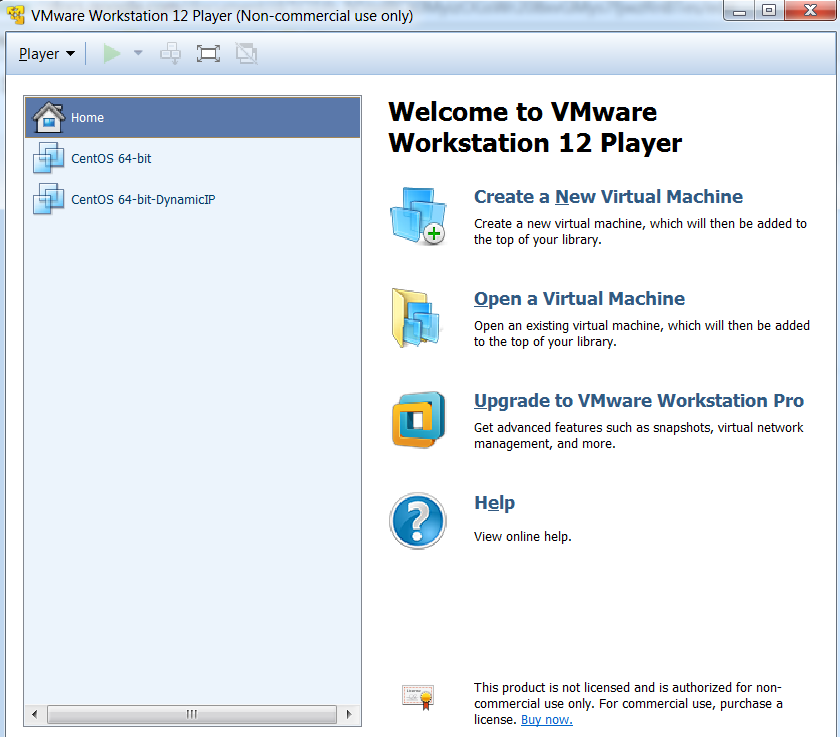 VMware Workstation 12 Player (Non-commercial use only)
Player
Home
CentOS 64-bit
CentOS 64-bit-DynamicIP
Welcome to VMware
Workstation 12 Player
Create a New Virtual Machine
Create a new virtual machine, which will then be added to
the top of your library.
Open a Virtual Machine
Open an existing virtual machine, which will then be added
to the top of your library.
Upgrade to VMware Workstation Pro
Get advanced features such as snapshots, virtual network
management, and more.
Help
View online help.
This product is not licensed and is authorized for non-
commercial use only. For commercial use, purchase a
license. Buy now.